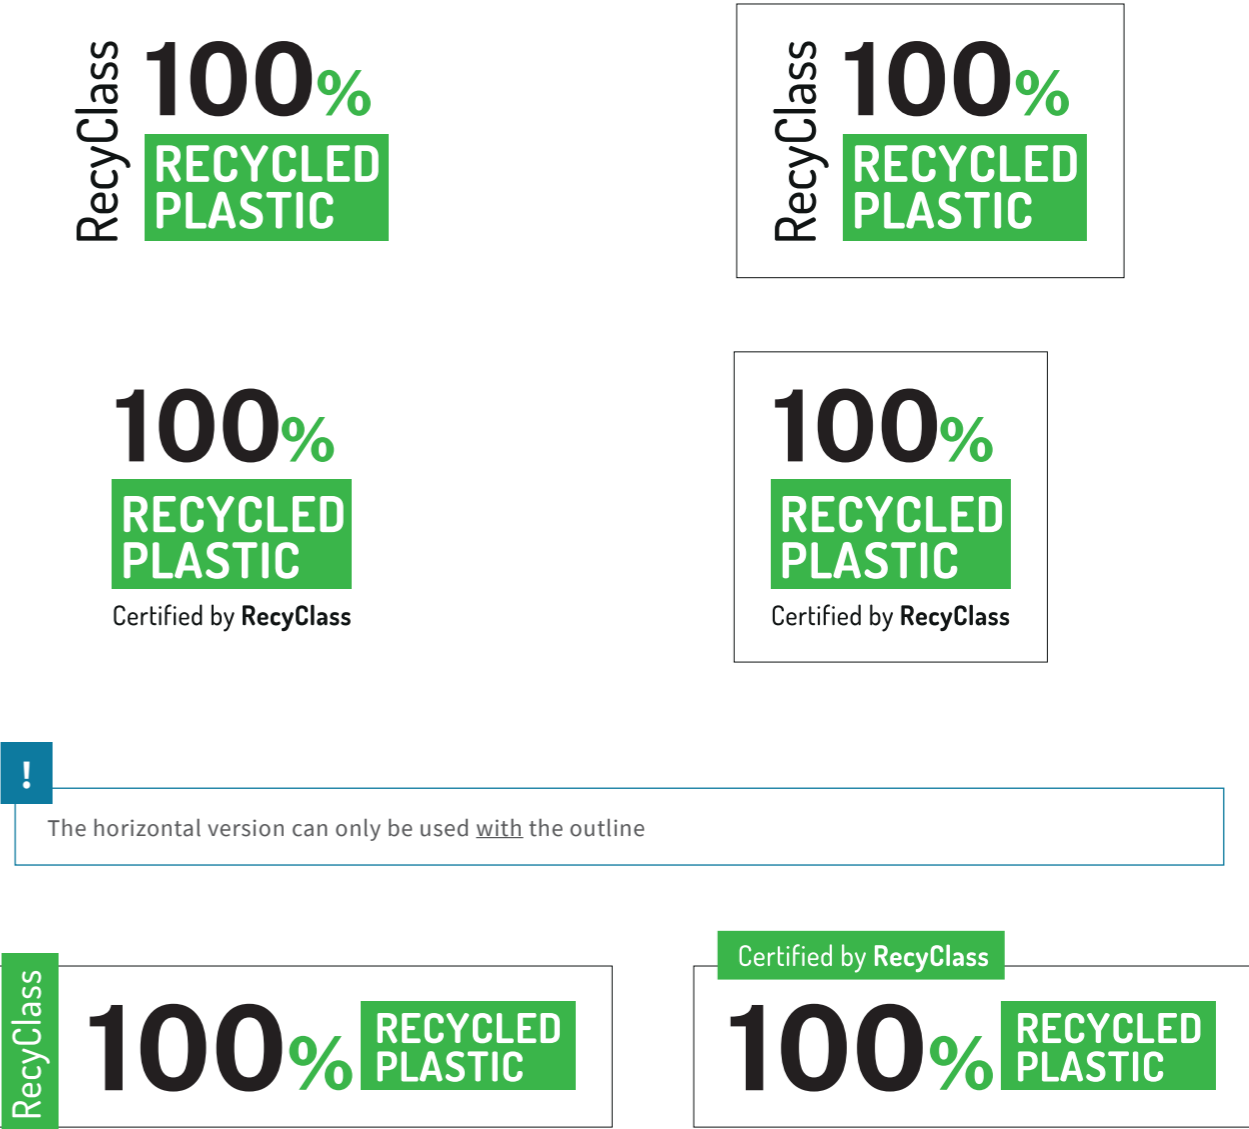 RecyClass
100%
RECYCLED
PLASTIC
RecyClass
100%
RECYCLED
PLASTIC
100%
RECYCLED
PLASTIC
Certified by RecyClass
100%
RECYCLED
PLASTIC
Certified by RecyClass
!
The horizontal version can only be used with the outline
RecyClass
100%
RECYCLED
PLASTIC
Certified by RecyClass
100%
RECYCLED
PLASTIC